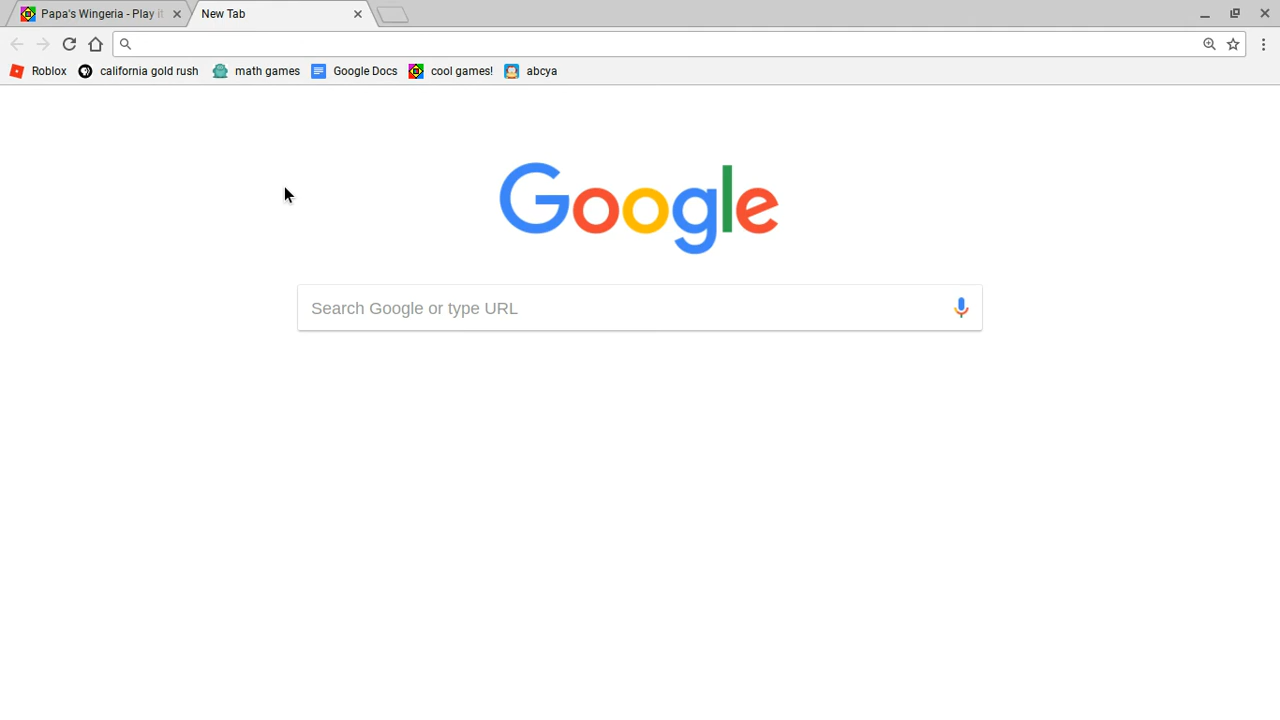 Papa's Wingeria - Play it
New Tab
Roblox
california gold rush
math games
Google Docs
cool games!
abcya
Google
Search Google or type URL